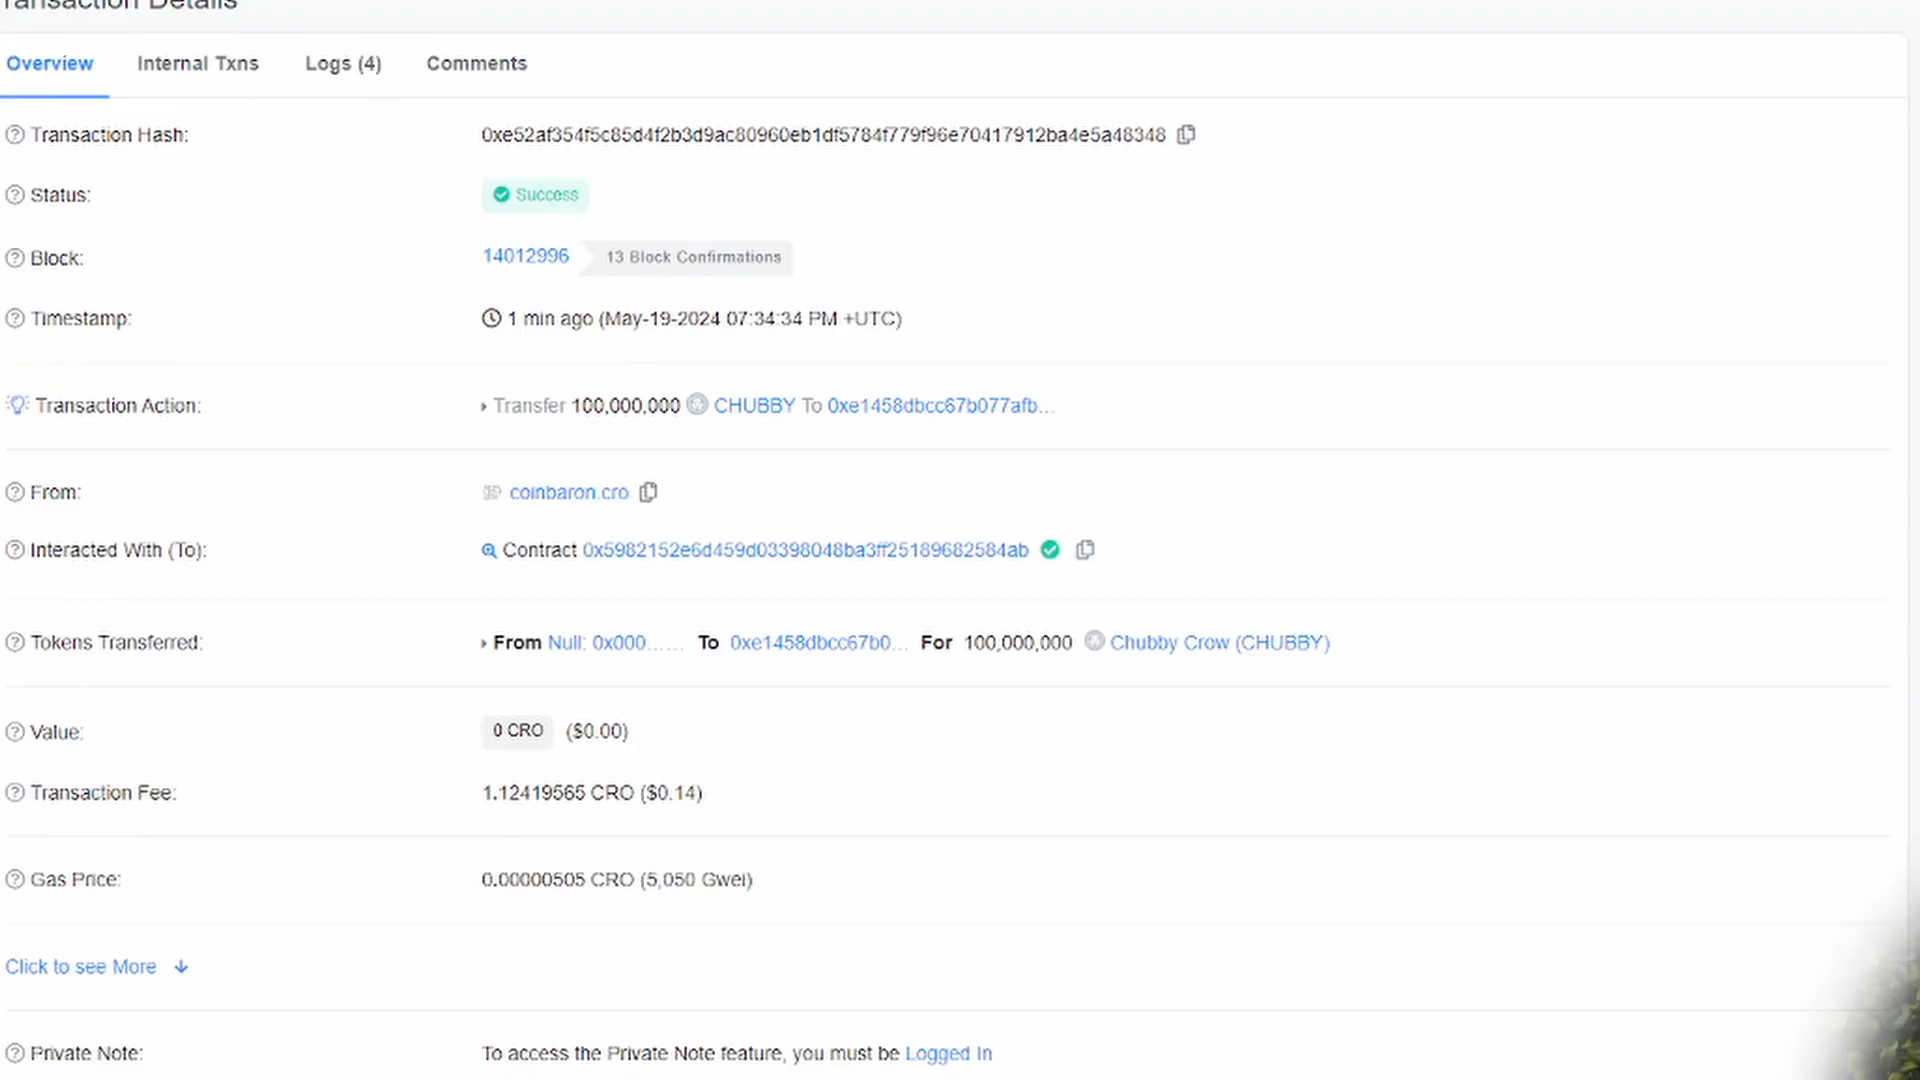 Transaction Details
Overview Internal Txns Logs (4) Comments
Transaction Hash: 0xe52af354f5c85d4f2b3d9ac80960eb1df5784f779f96e70417912ba4e5a48348
Status: Success
Block: 14012996 13 Block Confirmations
Timestamp: 1 min ago (May-19-2024 07:34:34 PM +UTC)
Transaction Action: Transfer 100,000,000 CHUBBY To 0xe1458dbcc67b077afb...
From: coinbaron.cro
Interacted With (To): Contract 0x5982152e6d459d03398048ba3ff25189682584ab
Tokens Transferred: From Null: 0x000...... To 0xe1458dbcc67b0... For 100,000,000 Chubby Crow (CHUBBY)
Value: 0 CRO ($0.00)
Transaction Fee: 1.12419565 CRO ($0.14)
Gas Price: 0.00000505 CRO (5,050 Gwei)
Click to see More
Private Note: To access the Private Note feature, you must be Logged In